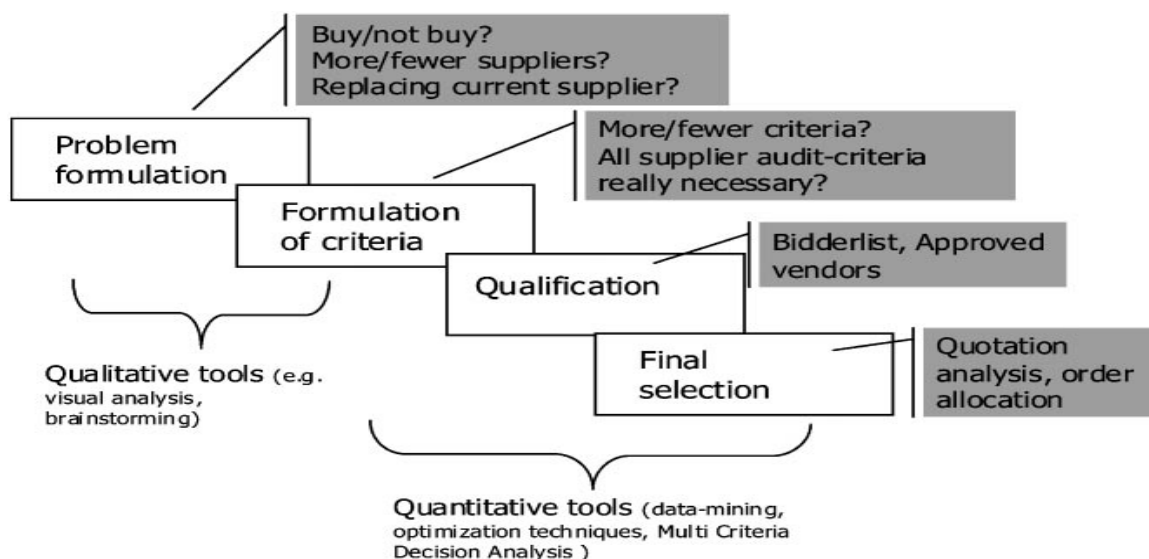 Buy/not buy?
More/fewer suppliers?
Replacing current supplier?
Problem
formulation
More/fewer criteria?
All supplier audit-criteria
really necessary?
Formulation
of criteria
Bidderlist, Approved
vendors
Qualification
Final
selection
Quotation
analysis, order
allocation
Qualitative tools (e.g.
visual analysis,
brainstorming)
Quantitative tools (data-mining,
optimization techniques, Multi Criteria
Decision Analysis )